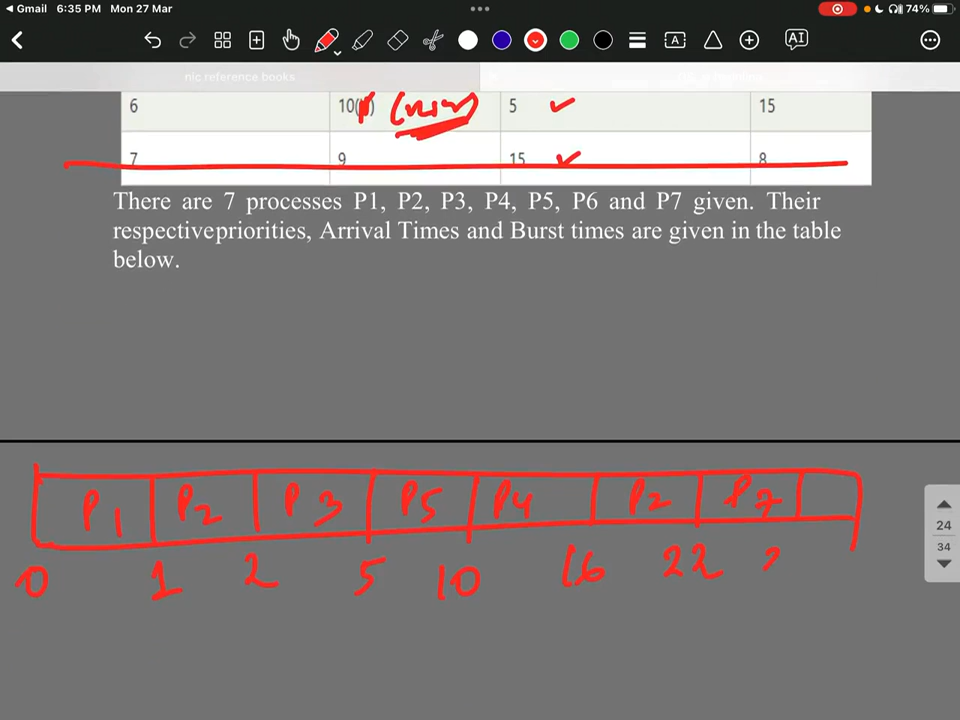 Gmail 6:35 PM Mon 27 Mar 74%
A AI
nic reference books
6 10( (min) 5 15
7 9 15 8
There are 7 processes P1, P2, P3, P4, P5, P6 and P7 given. Their
respectivepriorities, Arrival Times and Burst times are given in the table
below.
P1 P2 P3 P5 P4 P2 P7
0 1 2 5 10 16 22 2
24
34